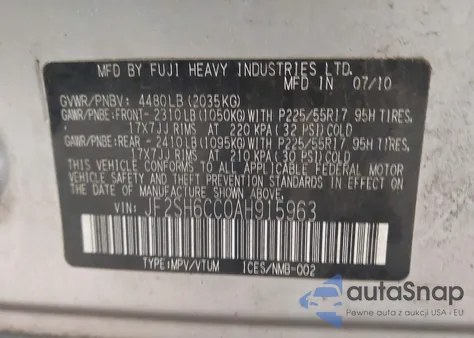 MFD BY FUJI HEAVY INDUSTRIES LTD.
MFD IN 07/10
GVWR/PNBV: 4480LB (2035KG)
GAWR/PNBE: FRONT- 2310LB (1050KG) WITH P225/55R17 95H TIRES,
17X7JJ RIMS AT 220 KPA (32 PSI) COLD
GAWR/PNBE: REAR - 2410LB (1095KG) WITH P225/55R17 95H TIRES,
17X7JJ RIMS AT 210 KPA (30 PSI) COLD
THIS VEHICLE CONFORMS TO ALL APPLICABLE FEDERAL
MOTOR VEHICLE SAFETY, BUMPER, AND THEFT PREVENTION
STANDARDS IN EFFECT ON THE DATE OF MANUFACTURE
SHOWN ABOVE.
VIN: JF2SH6CC0AH915963
TYPE:MPV/VTUM ICES/NMB-002
autoSnap
Pewne auta z aukcji USA i EU